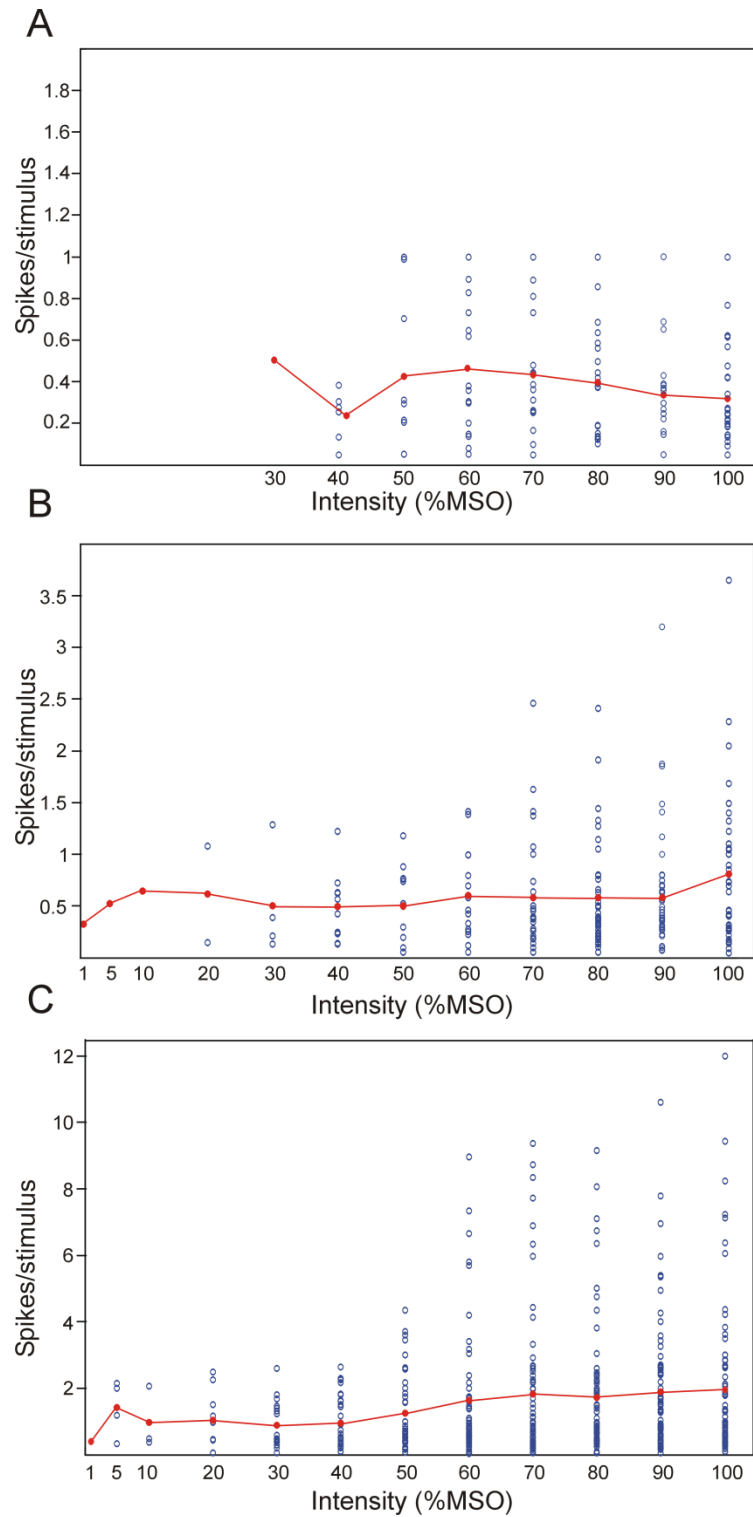 A
1.8
1.6
1.4
1.2
1
0.8
0.6
0.4
0.2
Spikes/stimulus
30 40 50 60 70 80 90 100
Intensity (%MSO)
B
3.5
3
2.5
2
1.5
1
0.5
Spikes/stimulus
1 5 10 20 30 40 50 60 70 80 90 100
Intensity (%MSO)
C
12
10
8
6
4
2
Spikes/stimulus
1 5 10 20 30 40 50 60 70 80 90 100
Intensity (%MSO)